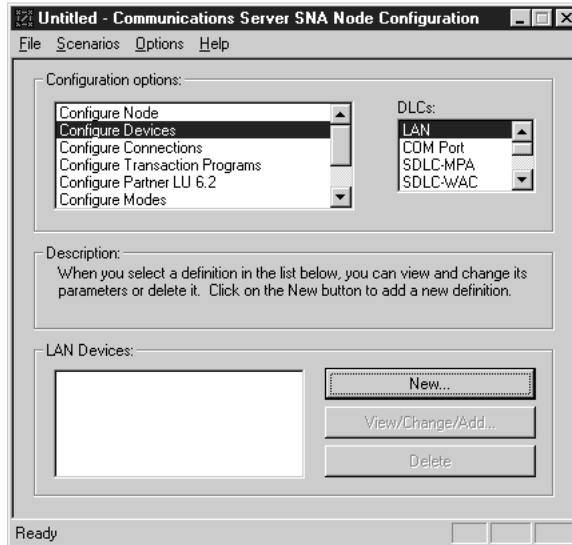 Untitled - Communications Server SNA Node Configuration
File Scenarios Options Help
Configuration options:
Configure Node
Configure Devices
Configure Connections
Configure Transaction Programs
Configure Partner LU 6.2
Configure Modes
DLCs:
LAN
COM Port
SDLC-MPA
SDLC-WAC
Description:
When you select a definition in the list below, you can view and change its
parameters or delete it. Click on the New button to add a new definition.
LAN Devices:
New...
View/Change/Add...
Delete
Ready